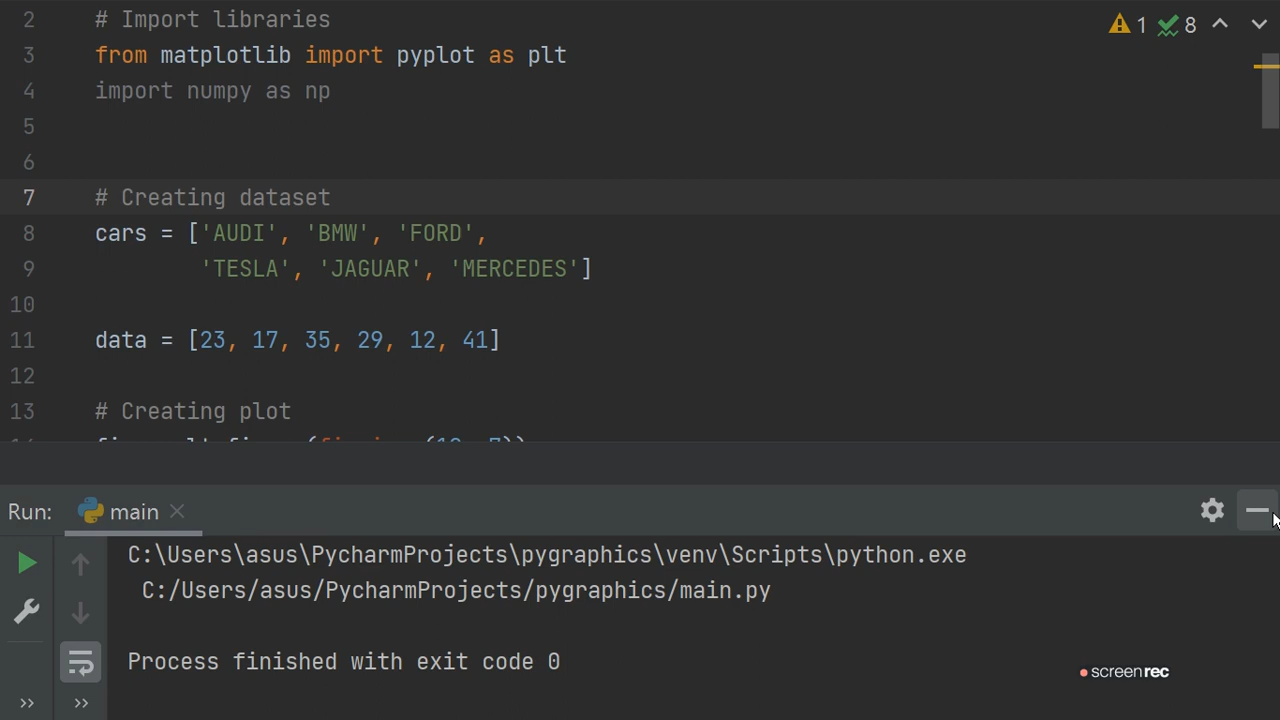 2 # Import libraries
1 8
3 from matplotlib import pyplot as plt
4 import numpy as np
5
6
7 # Creating dataset
8 cars = ['AUDI', 'BMW', 'FORD',
9 'TESLA', 'JAGUAR', 'MERCEDES']
10
11 data = [23, 17, 35, 29, 12, 41]
12
13 # Creating plot
Run: main
C:\Users\asus\PycharmProjects\pygraphics\venv\Scripts\python.exe
C:/Users/asus/PycharmProjects/pygraphics/main.py
Process finished with exit code 0
screenrec